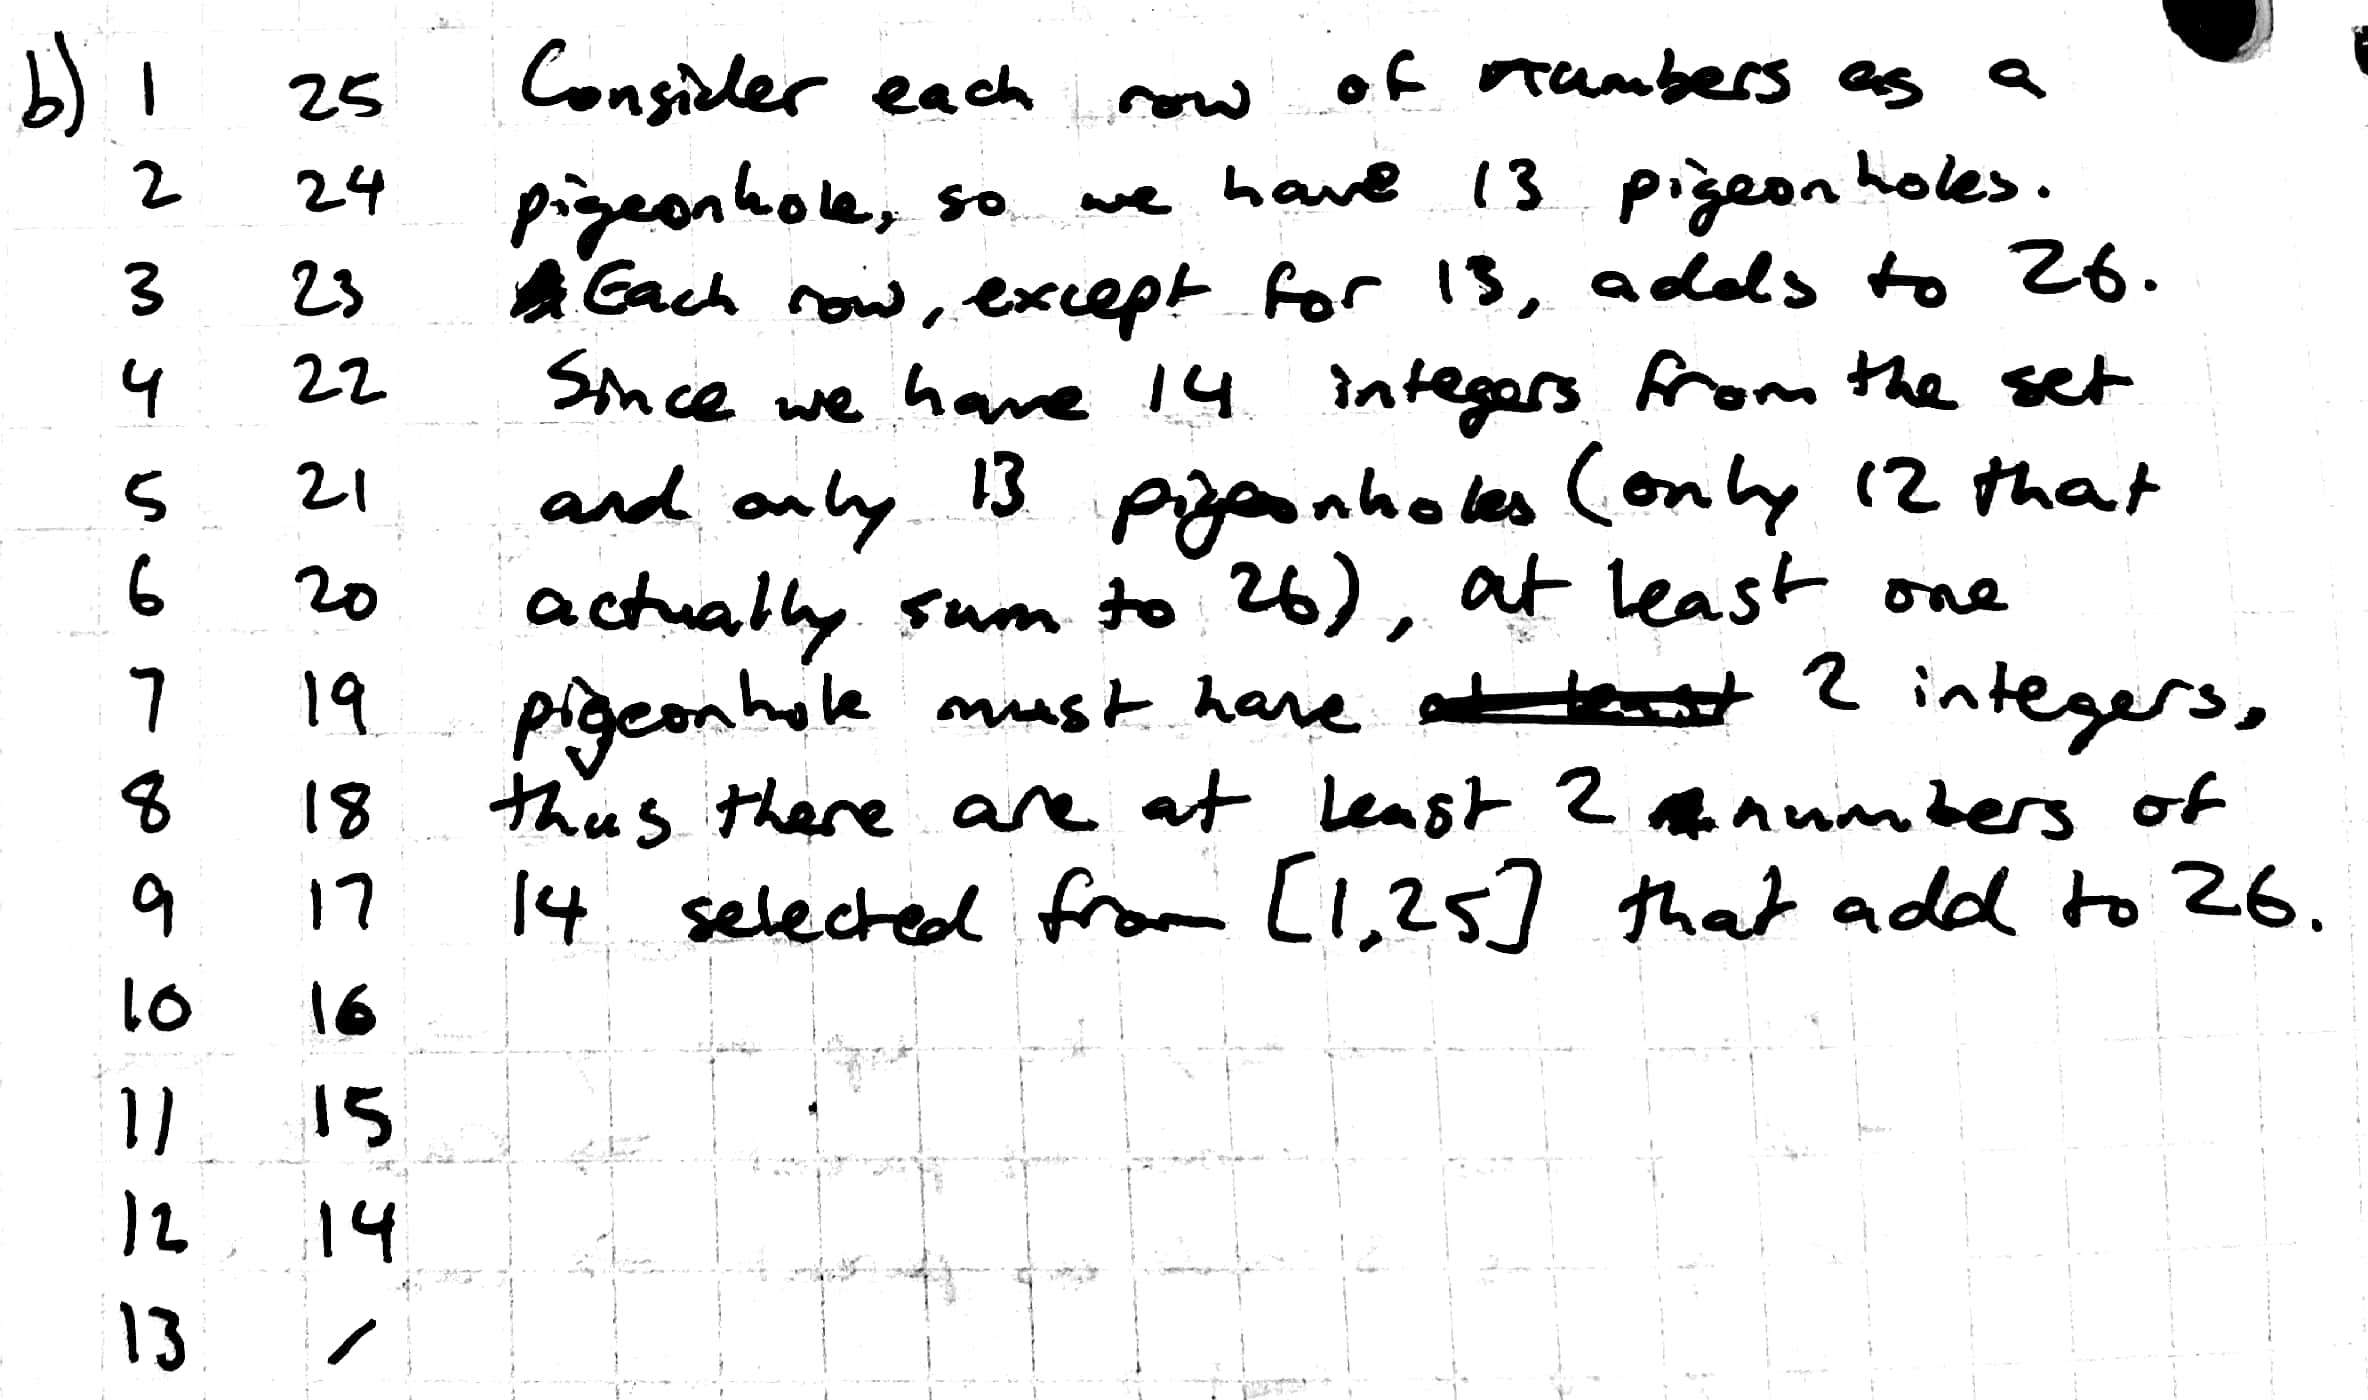 b) 1 25 Consider each row of numbers as a
2 24 pigeonhole, so we have 13 pigeonholes.
3 23 Each row, except for 13, adds to 26.
4 22 Since we have 14 integers from the set
5 21 and only 13 pigeonholes (only 12 that
6 20 actually sum to 26), at least one
7 19 pigeonhole must have at least 2 integers,
8 18 thus there are at least 2 numbers of
9 17 14 selected from [1,25] that add to 26.
10 16
11 15
12 14
13 /